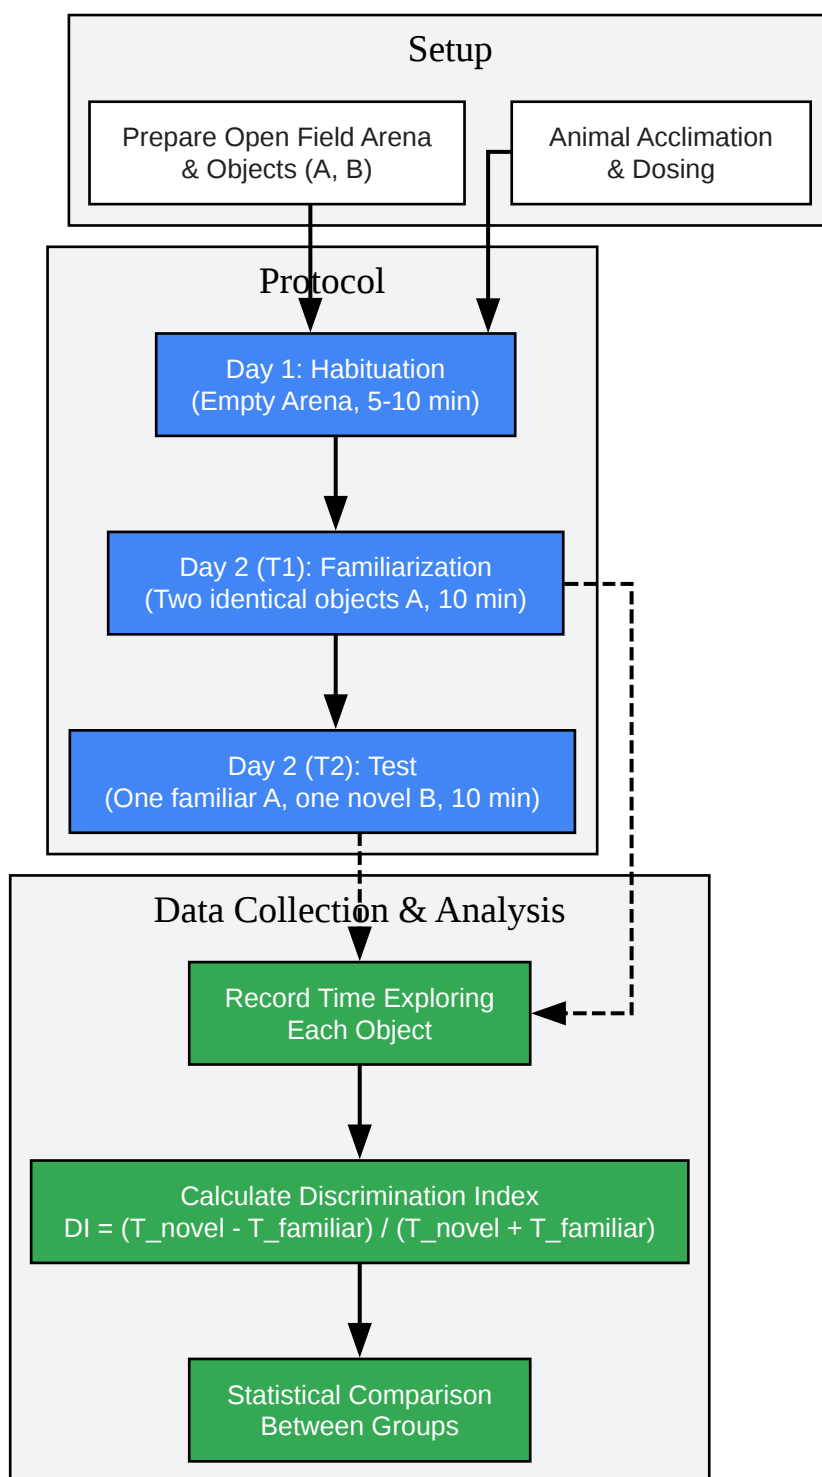 Setup
Prepare Open Field Arena
& Objects (A, B)
Animal Acclimation
& Dosing
Protocol
Day 1: Habituation
(Empty Arena, 5-10 min)
Day 2 (T1): Familiarization
(Two identical objects A, 10 min)
Day 2 (T2): Test
(One familiar A, one novel B, 10 min)
Data Collection & Analysis
Record Time Exploring
Each Object
Calculate Discrimination Index
DI = (T_novel - T_familiar) / (T_novel + T_familiar)
Statistical Comparison
Between Groups